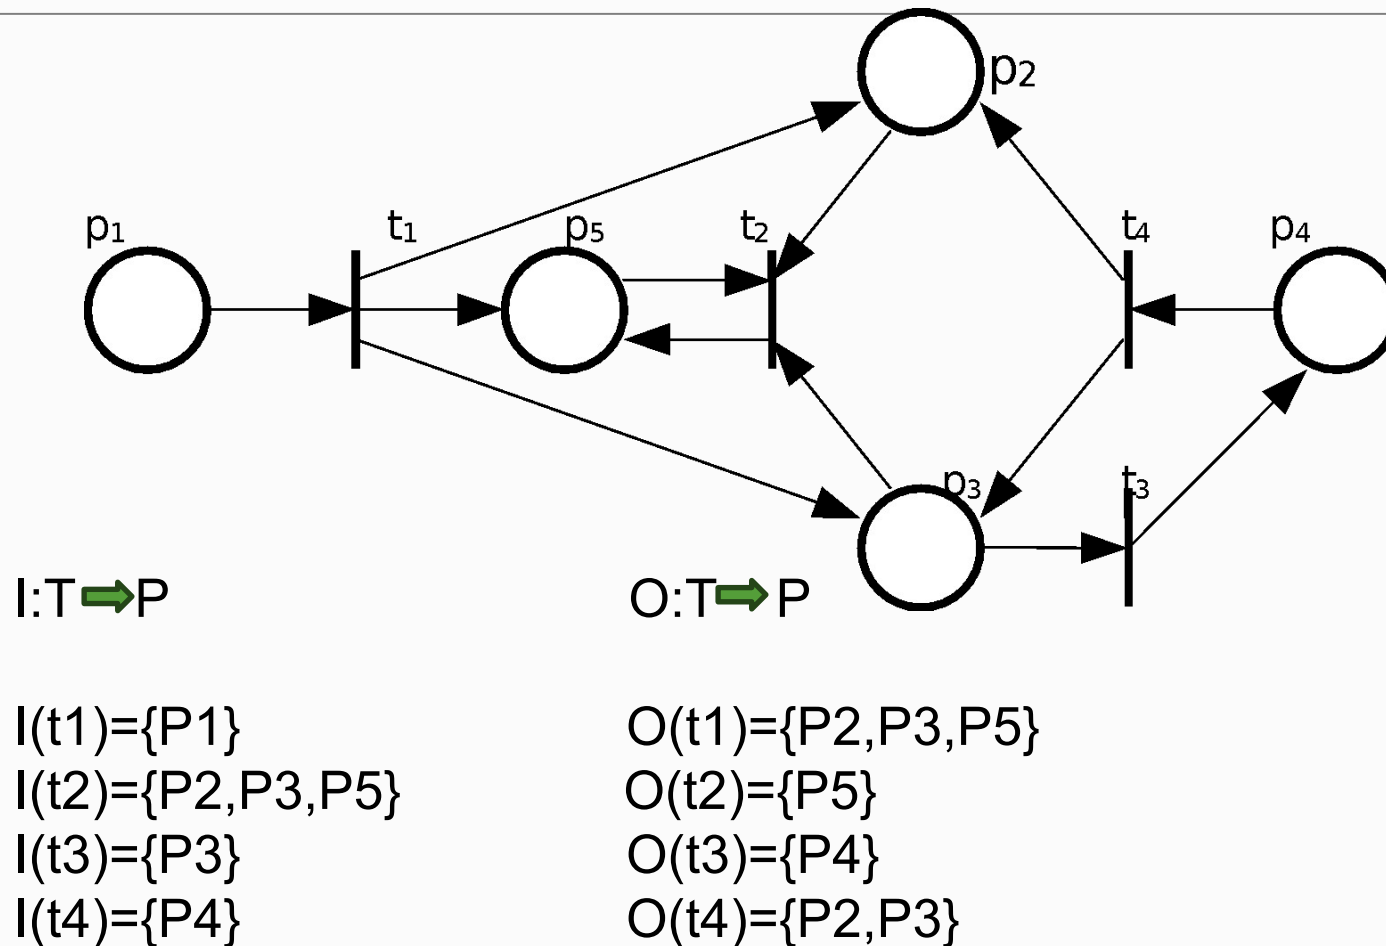 p2
p1 t1 p5 t2 t4 p4
p3 t3
I:T P O:T P
I(t1)={P1} O(t1)={P2,P3,P5}
I(t2)={P2,P3,P5} O(t2)={P5}
I(t3)={P3} O(t3)={P4}
I(t4)={P4} O(t4)={P2,P3}